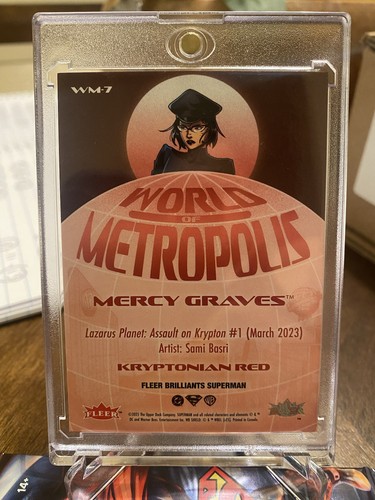 WM-7
WORLD
OF
METROPOLIS
MERCY GRAVES™
Lazarus Planet: Assault on Krypton #1 (March 2023)
Artist: Sami Basri
KRYPTONIAN RED
FLEER BRILLIANTS SUPERMAN
FLEER
14+